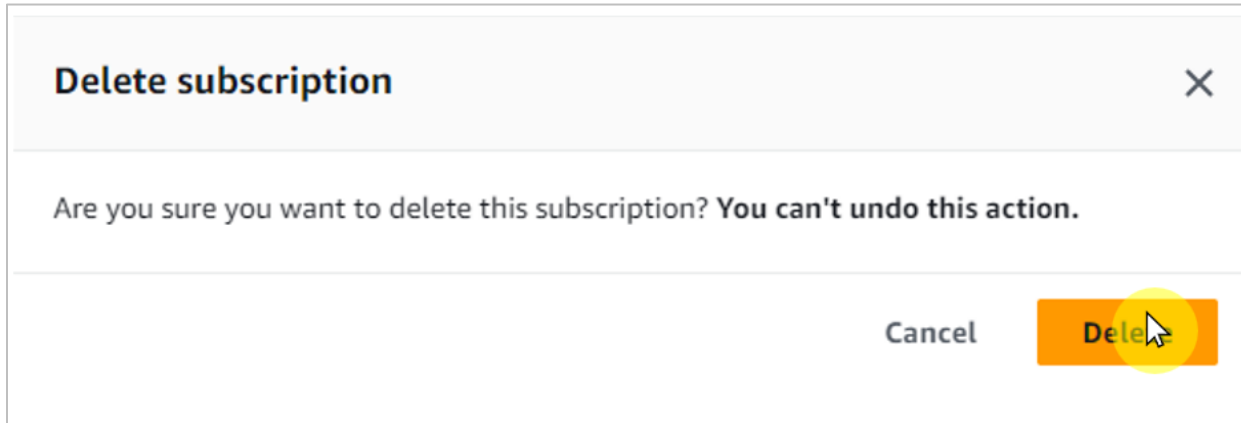 Delete subscription
Are you sure you want to delete this subscription? You can't undo this action.
Cancel Delete